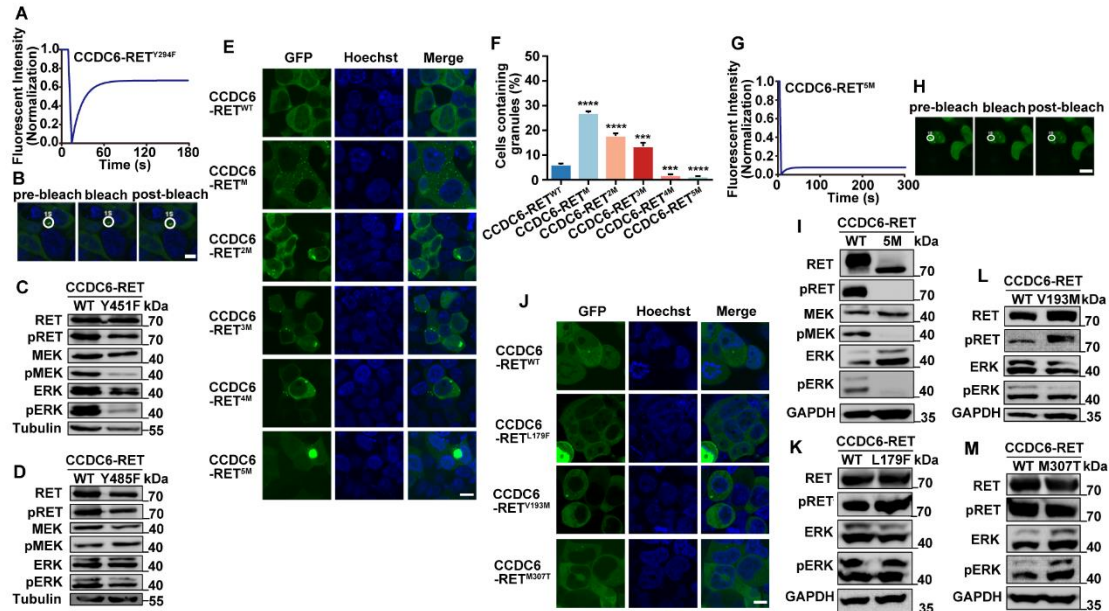 A
Fluorescent Intensity
(Normalization)
1.0
0.8
0.6
0.4
0.2
0
CCDC6-RETY294F
0 60 120 180
Time (s)
B
pre-bleach bleach post-bleach
C
CCDC6-RET
WT Y451F kDa
RET 70
pRET 70
MEK 40
pMEK 40
ERK 40
pERK 40
Tubulin 55
D
CCDC6-RET
WT Y485F kDa
RET 70
pRET 70
MEK 40
pMEK 40
ERK 40
pERK 40
Tubulin 55
E
GFP Hoechst Merge
CCDC6
-RETWT
CCDC6
-RETM
CCDC6
-RET2M
CCDC6
-RET3M
CCDC6
-RET4M
CCDC6
-RET5M
F
Cells containing
granules (%)
60
50
40
30
20
10
0
**** **** *** *** ****
CCDC6-RETWT
CCDC6-RETM
CCDC6-RET2M
CCDC6-RET3M
CCDC6-RET4M
CCDC6-RET5M
G
Fluorescent Intensity
(Normalization)
1.0
0.8
0.6
0.4
0.2
0
CCDC6-RET5M
0 100 200 300
Time (s)
H
pre-bleach bleach post-bleach
I
CCDC6-RET
WT 5M kDa
RET 70
pRET 70
MEK 40
pMEK 40
ERK 40
pERK 40
GAPDH 35
J
GFP Hoechst Merge
CCDC6
-RETWT
CCDC6
-RETL179F
CCDC6
-RETV193M
CCDC6
-RETM307T
K
CCDC6-RET
WT L179F kDa
RET 70
pRET 70
ERK 40
pERK 40
GAPDH 35
L
CCDC6-RET
WT V193M kDa
RET 70
pRET 70
ERK 40
pERK 40
GAPDH 35
M
CCDC6-RET
WT M307T kDa
RET 70
pRET 70
ERK 40
pERK 40
GAPDH 35